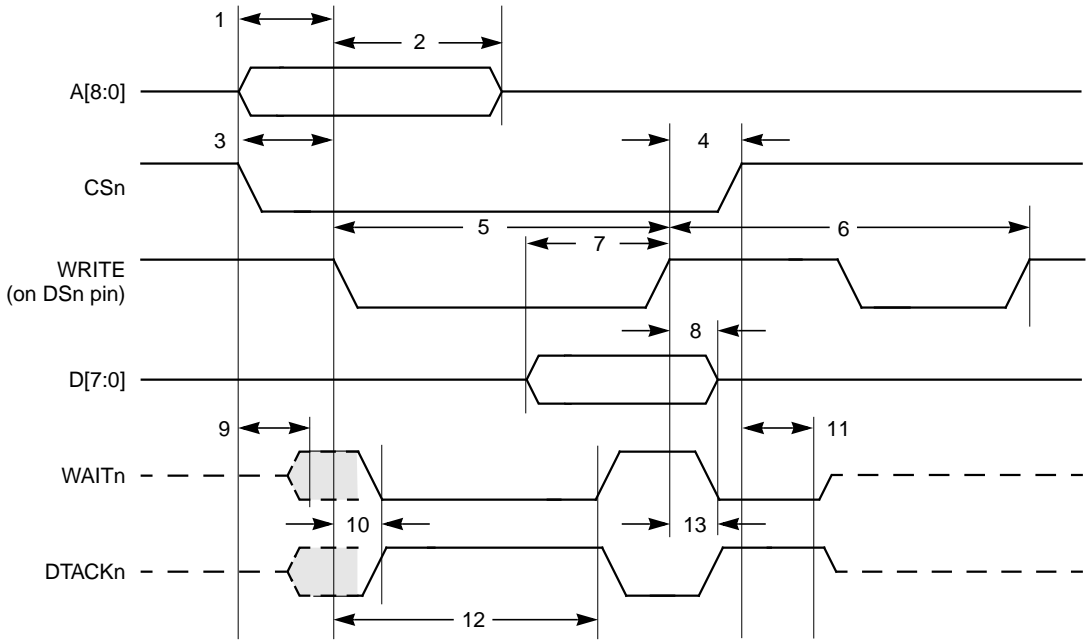 1
2
A[8:0]
3
4
CSn
5
6
7
WRITE
(on DSn pin)
8
D[7:0]
9
11
WAITn
10
13
DTACKn
12